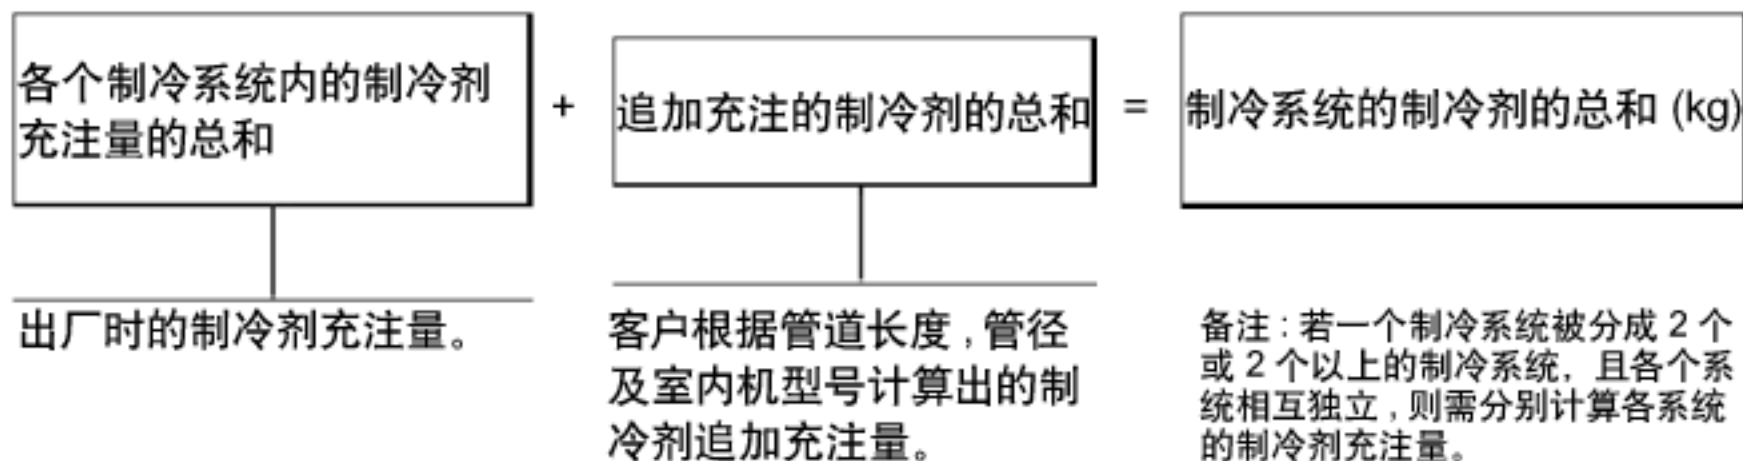 各个制冷系统内的制冷剂
充注量的总和
+
追加充注的制冷剂的总和
=
制冷系统的制冷剂的总和 (kg)
出厂时的制冷剂充注量。
客户根据管道长度,管径
及室内机型号计算出的制
冷剂追加充注量。
备注:若一个制冷系统被分成 2 个
或 2 个以上的制冷系统，且各个系
统相互独立,则需分别计算各系统
的制冷剂充注量。